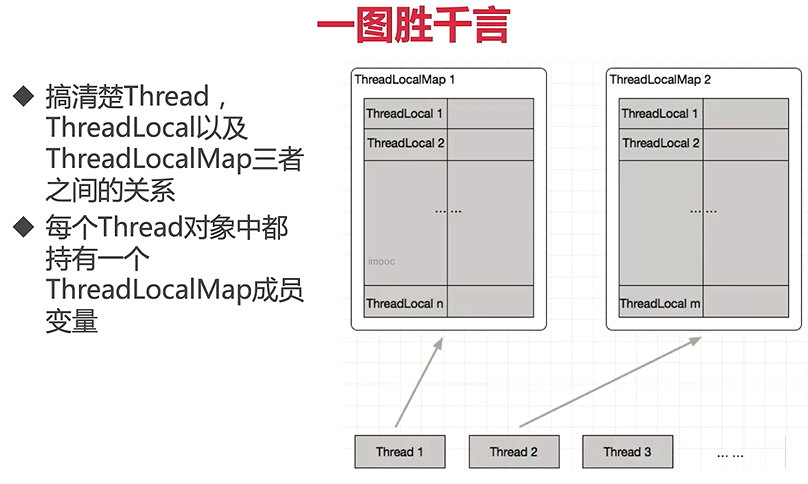 一图胜千言
◆ 搞清楚Thread，
ThreadLocal以及
ThreadLocalMap三者
之间的关系
◆ 每个Thread对象中都
持有一个
ThreadLocalMap成员
变量
ThreadLocalMap 1
ThreadLocal 1
ThreadLocal 2
... ...
imooc
ThreadLocal n
ThreadLocalMap 2
ThreadLocal 1
ThreadLocal 2
... ...
ThreadLocal m
Thread 1
Thread 2
Thread 3
... ...